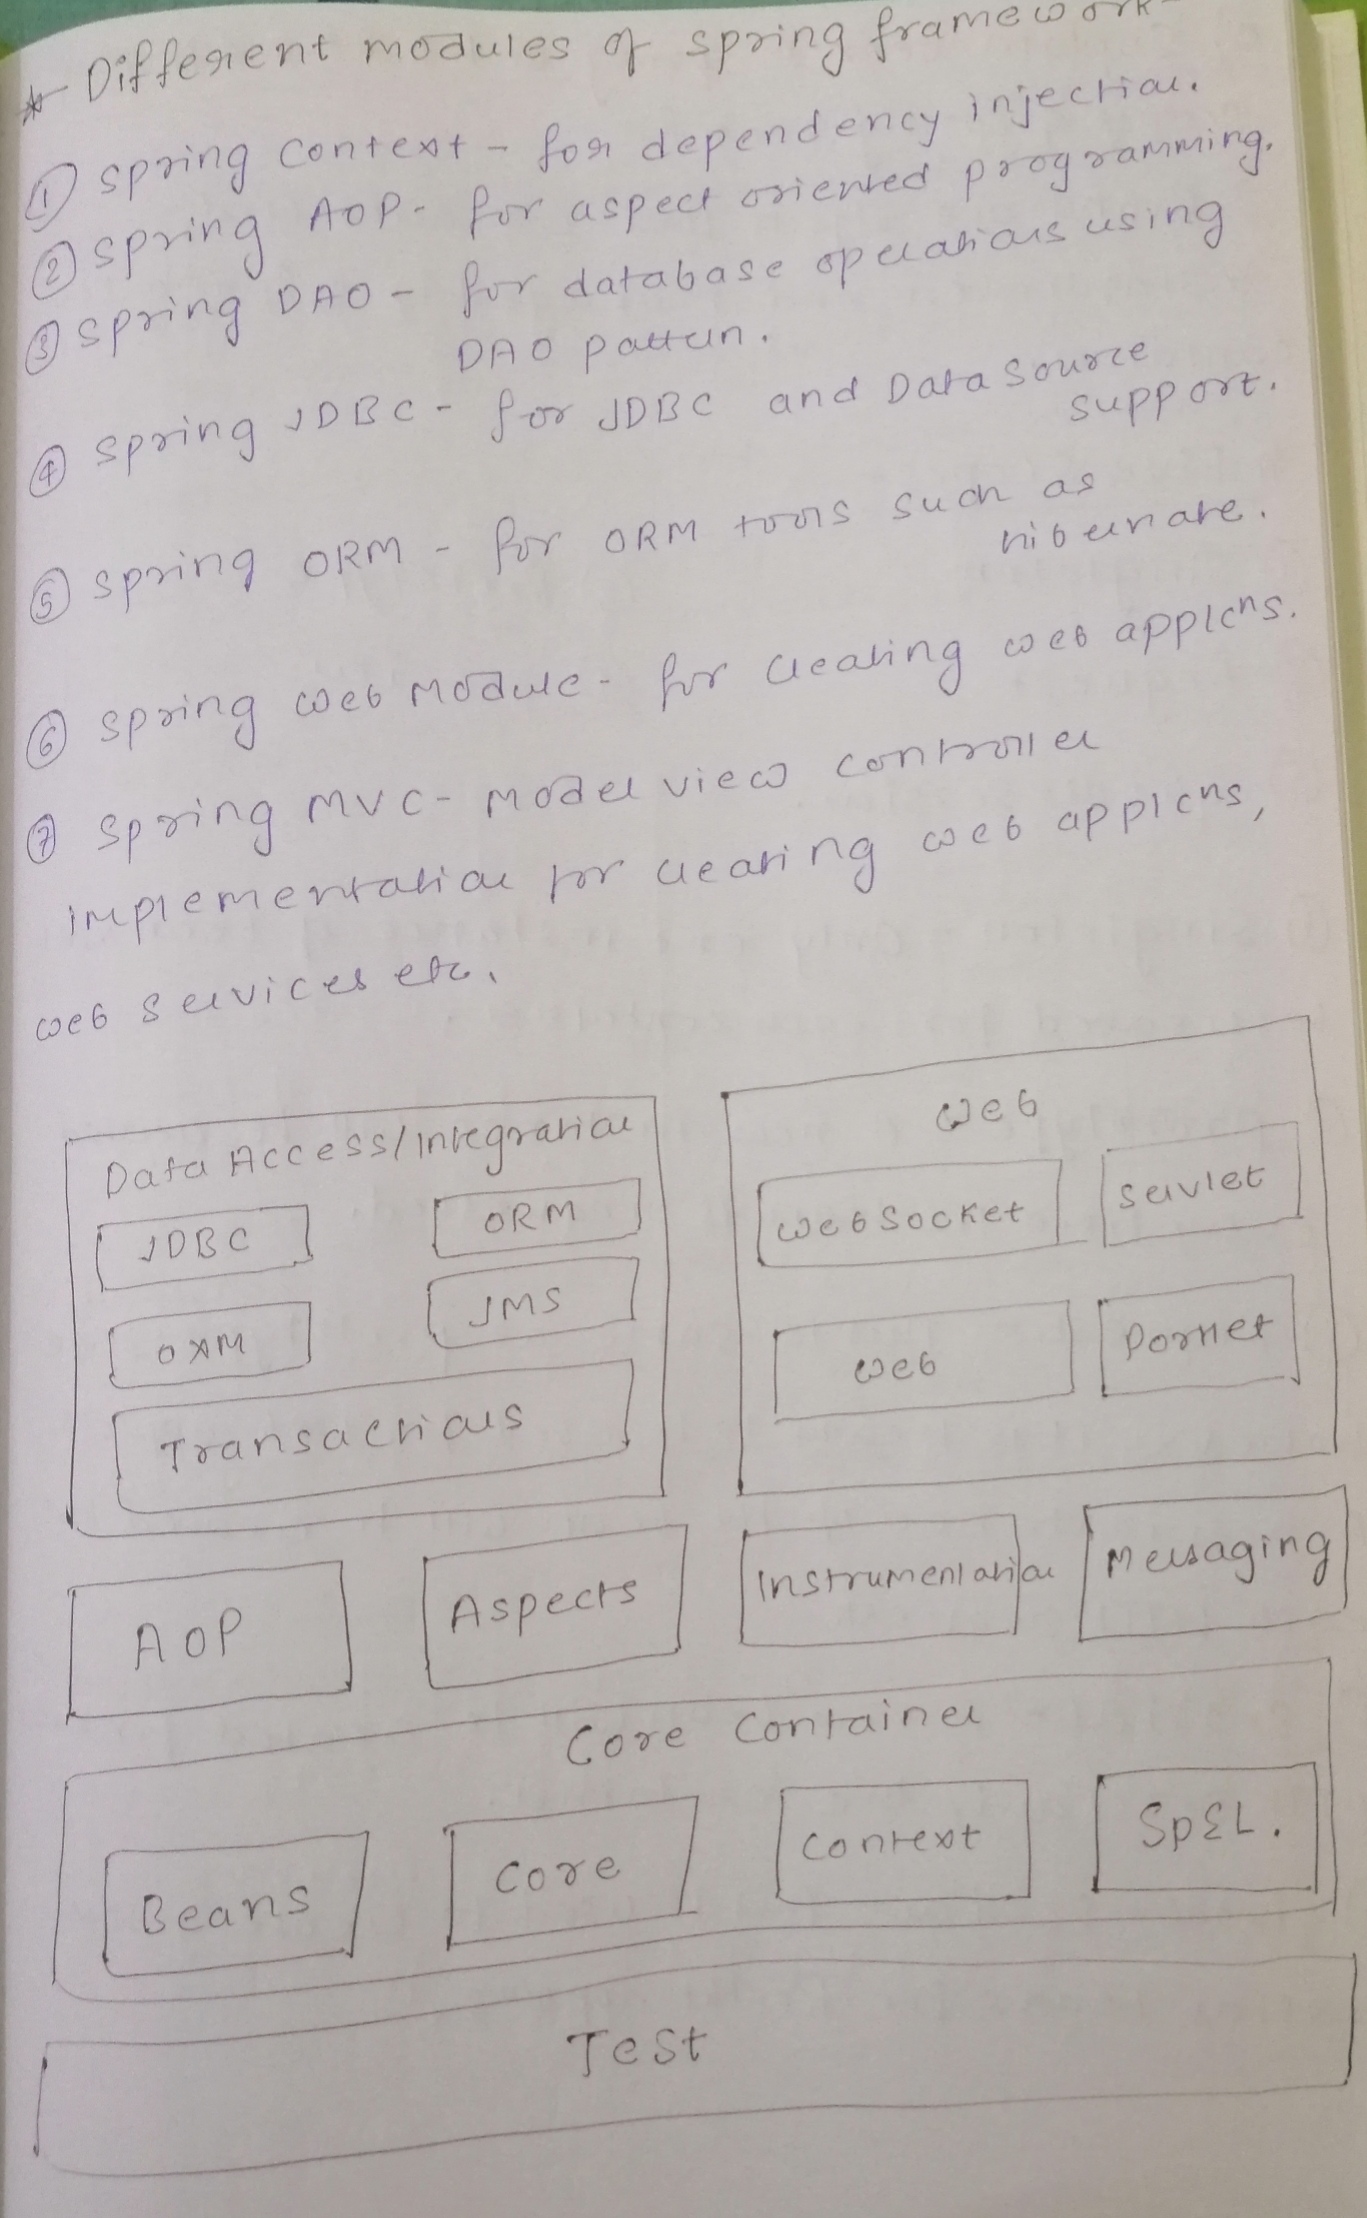 * Different modules of spring framework
① spring context - for dependency injection.
② spring AOP - for aspect oriented programming.
③ spring DAO - for database operations using
DAO pattern.
④ spring JDBC - for JDBC and DataSource
support.
⑤ spring ORM - for ORM tools such as
hibernate.
⑥ spring web module - for creating web applcns.
⑦ spring MVC - model view controller
implementation for creating web applcns,
web services etc.
Data Access/Integration
JDBC ORM
OXM JMS
Transactions
Web
WebSocket Servlet
Web Portlet
AOP Aspects Instrumentation Messaging
Core Container
Beans Core Context SpEL.
Test